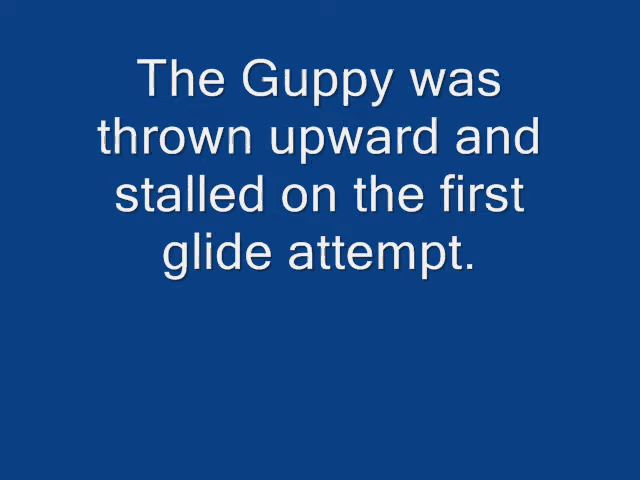 The Guppy was
thrown upward and
stalled on the first
glide attempt.